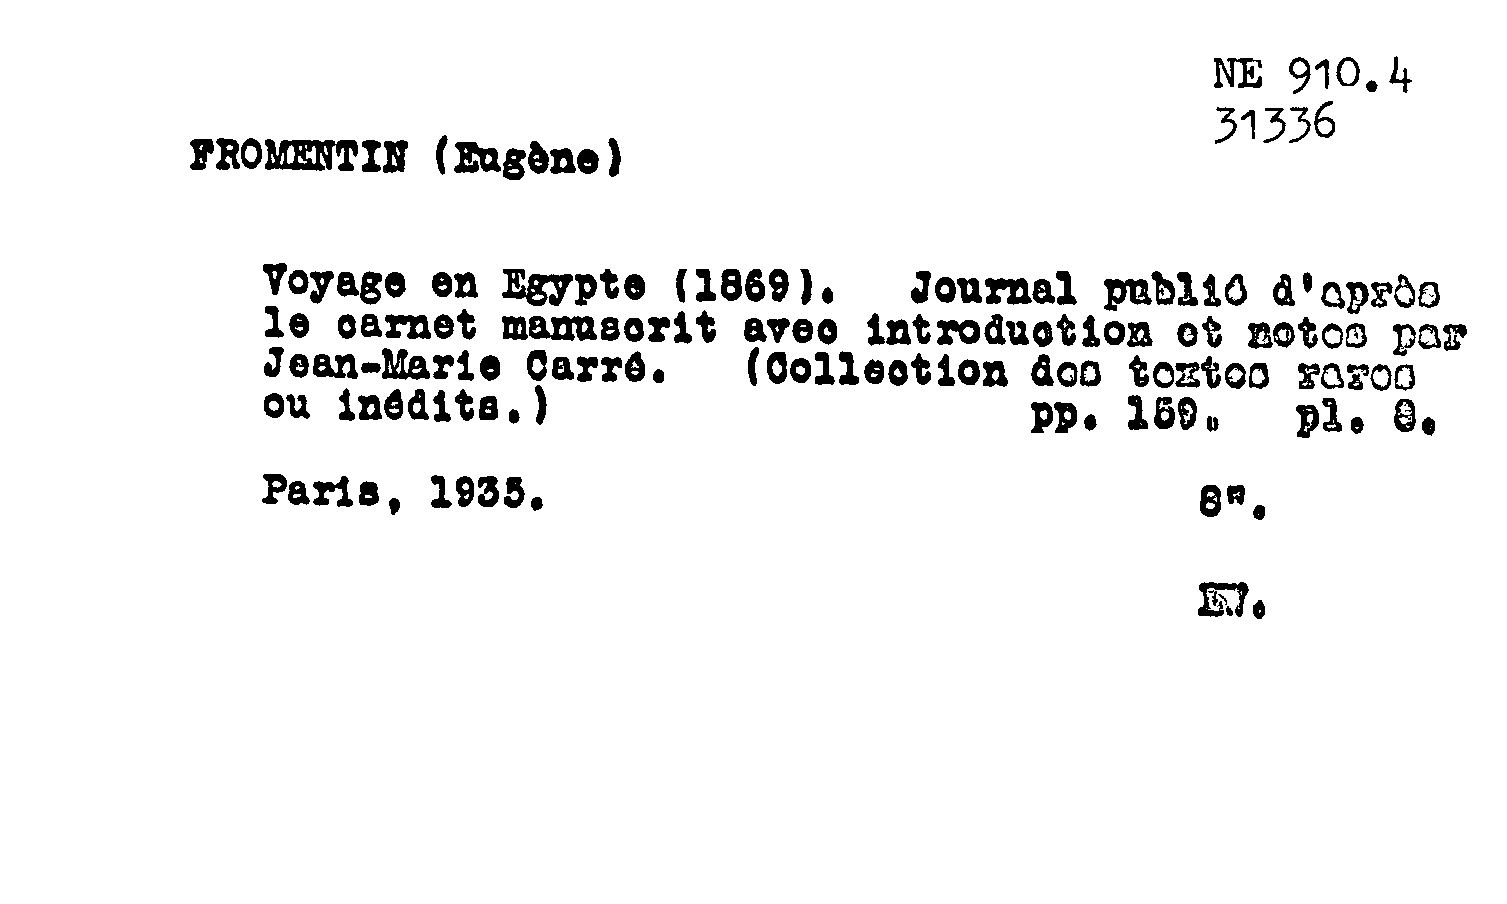 NE 910.4
31336
FROMENTIN (Eugène)
Voyage en Egypte (1869). Journal publié d'après
le carnet manuscrit avec introduction et notes par
Jean-Marie Carré. (Collection des textes rares
ou inédits.) pp. 159. pl. 8.
Paris, 1935. 8".